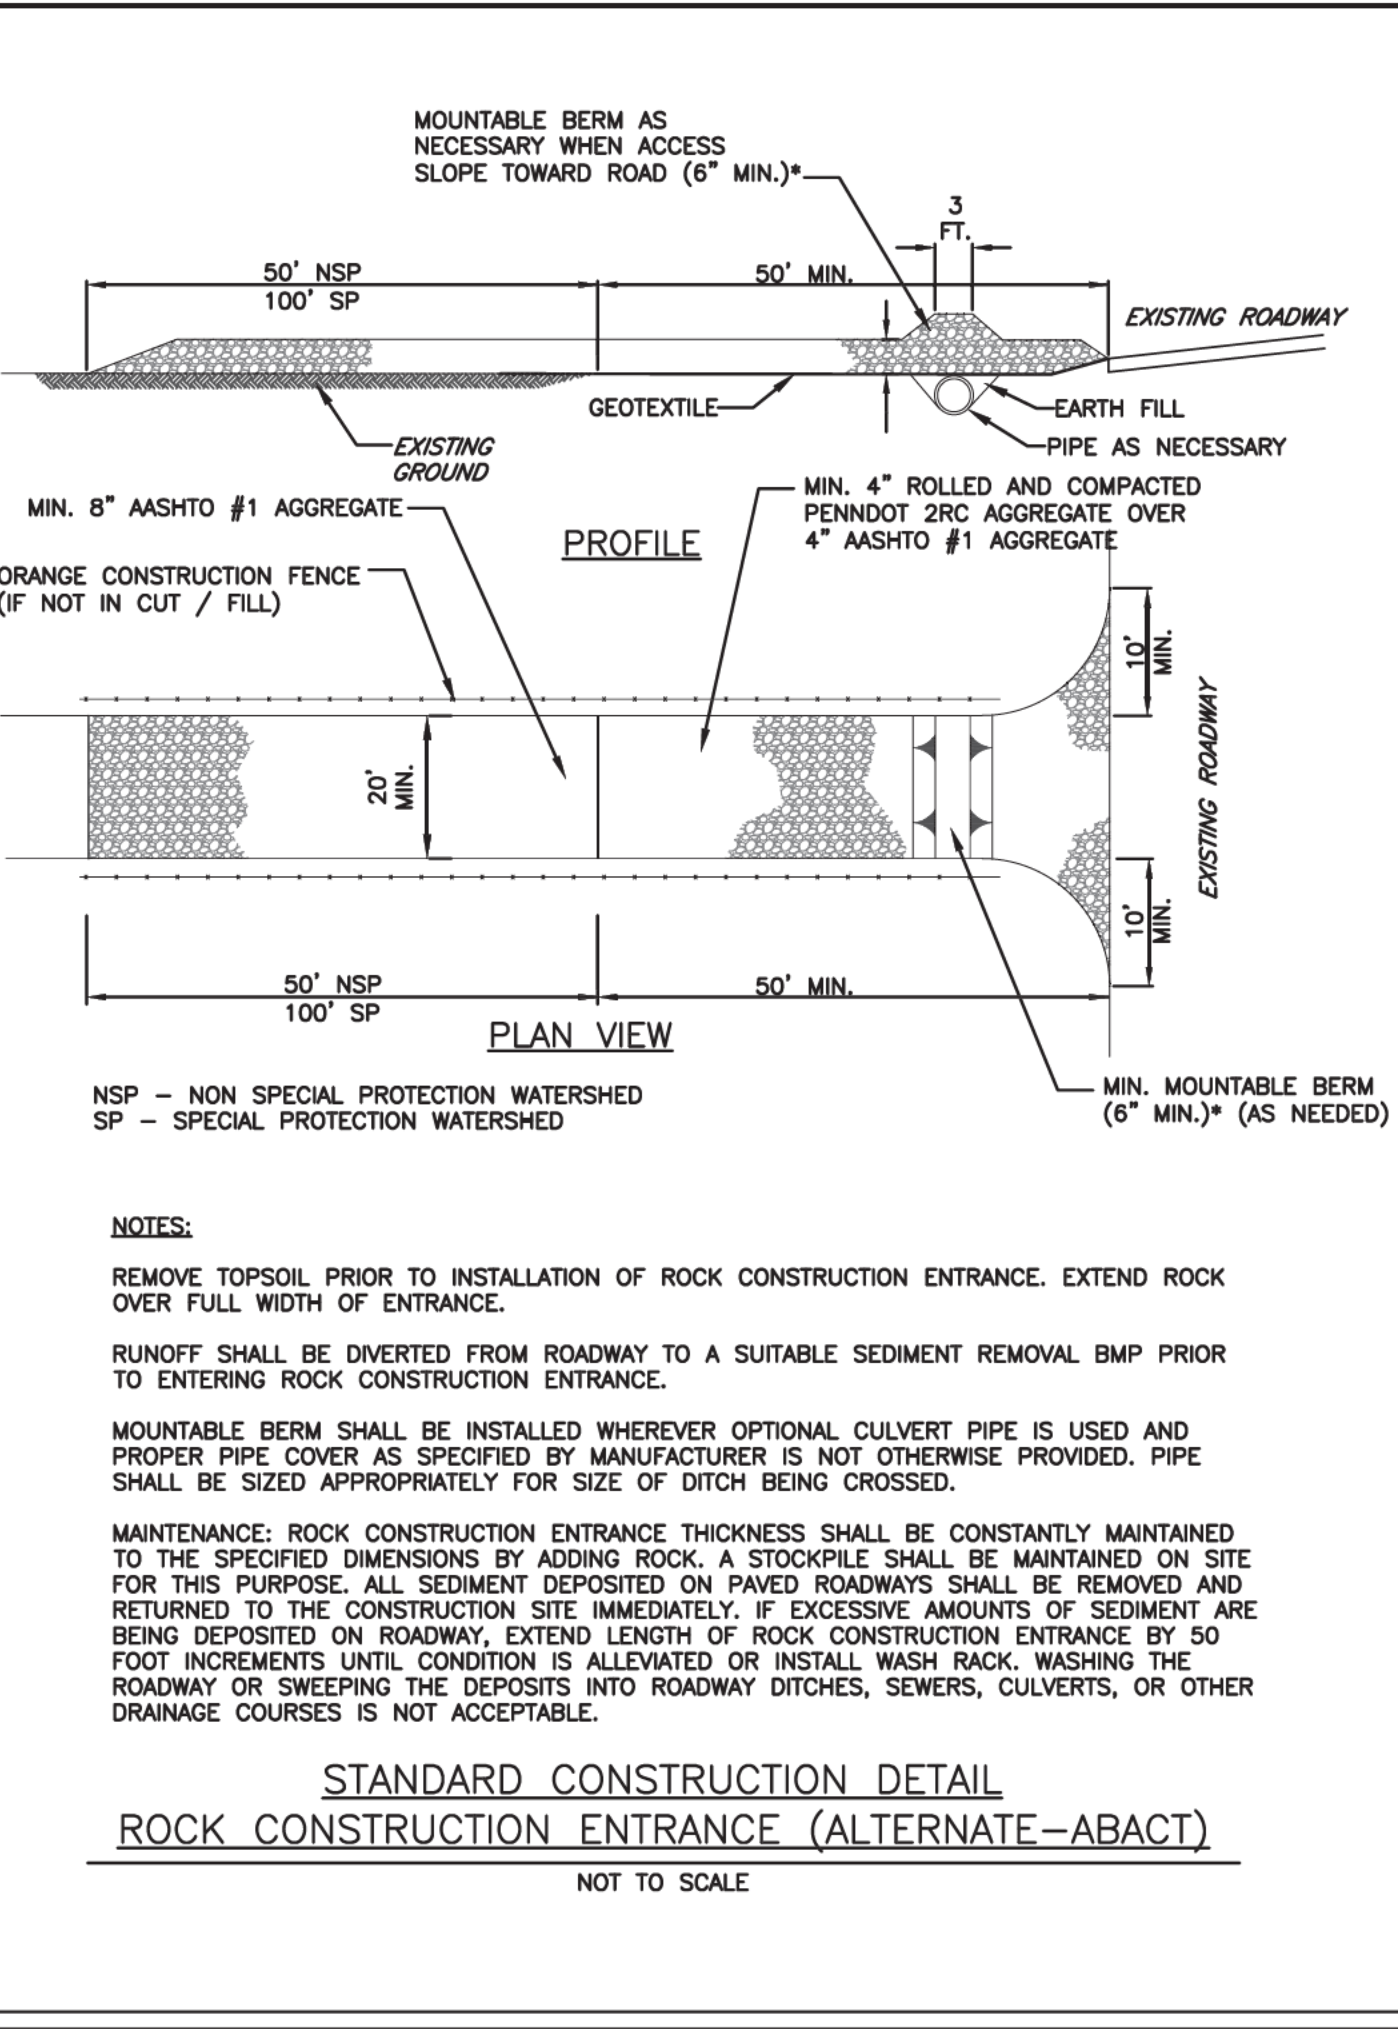 MOUNTABLE BERM AS
NECESSARY WHEN ACCESS
SLOPE TOWARD ROAD (6" MIN.)*
3
FT.
50' NSP
100' SP
50' MIN.
EXISTING ROADWAY
GEOTEXTILE
EARTH FILL
PIPE AS NECESSARY
EXISTING
GROUND
MIN. 8" AASHTO #1 AGGREGATE
MIN. 4" ROLLED AND COMPACTED
PENNDOT 2RC AGGREGATE OVER
4" AASHTO #1 AGGREGATE
PROFILE
ORANGE CONSTRUCTION FENCE
(IF NOT IN CUT / FILL)
10'
MIN.
20'
MIN.
EXISTING ROADWAY
10'
MIN.
50' NSP
100' SP
50' MIN.
PLAN VIEW
NSP – NON SPECIAL PROTECTION WATERSHED
SP – SPECIAL PROTECTION WATERSHED
MIN. MOUNTABLE BERM
(6" MIN.)* (AS NEEDED)
NOTES:
REMOVE TOPSOIL PRIOR TO INSTALLATION OF ROCK CONSTRUCTION ENTRANCE. EXTEND ROCK
OVER FULL WIDTH OF ENTRANCE.
RUNOFF SHALL BE DIVERTED FROM ROADWAY TO A SUITABLE SEDIMENT REMOVAL BMP PRIOR
TO ENTERING ROCK CONSTRUCTION ENTRANCE.
MOUNTABLE BERM SHALL BE INSTALLED WHEREVER OPTIONAL CULVERT PIPE IS USED AND
PROPER PIPE COVER AS SPECIFIED BY MANUFACTURER IS NOT OTHERWISE PROVIDED. PIPE
SHALL BE SIZED APPROPRIATELY FOR SIZE OF DITCH BEING CROSSED.
MAINTENANCE: ROCK CONSTRUCTION ENTRANCE THICKNESS SHALL BE CONSTANTLY MAINTAINED
TO THE SPECIFIED DIMENSIONS BY ADDING ROCK. A STOCKPILE SHALL BE MAINTAINED ON SITE
FOR THIS PURPOSE. ALL SEDIMENT DEPOSITED ON PAVED ROADWAYS SHALL BE REMOVED AND
RETURNED TO THE CONSTRUCTION SITE IMMEDIATELY. IF EXCESSIVE AMOUNTS OF SEDIMENT ARE
BEING DEPOSITED ON ROADWAY, EXTEND LENGTH OF ROCK CONSTRUCTION ENTRANCE BY 50
FOOT INCREMENTS UNTIL CONDITION IS ALLEVIATED OR INSTALL WASH RACK. WASHING THE
ROADWAY OR SWEEPING THE DEPOSITS INTO ROADWAY DITCHES, SEWERS, CULVERTS, OR OTHER
DRAINAGE COURSES IS NOT ACCEPTABLE.
STANDARD CONSTRUCTION DETAIL
ROCK CONSTRUCTION ENTRANCE (ALTERNATE–ABACT)
NOT TO SCALE